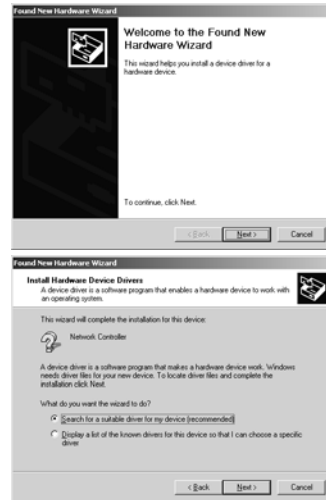 Found New Hardware Wizard
Welcome to the Found New
Hardware Wizard
This wizard helps you install a device driver for a
hardware device.
To continue, click Next.
< Back
Next >
Cancel
Found New Hardware Wizard
Install Hardware Device Drivers
A device driver is a software program that enables a hardware device to work with
an operating system.
This wizard will complete the installation for this device:
Network Controller
A device driver is a software program that makes a hardware device work. Windows
needs driver files for your new device. To locate driver files and complete the
installation click Next.
What do you want the wizard to do?
Search for a suitable driver for my device (recommended)
Display a list of the known drivers for this device so that I can choose a specific
driver
< Back
Next >
Cancel